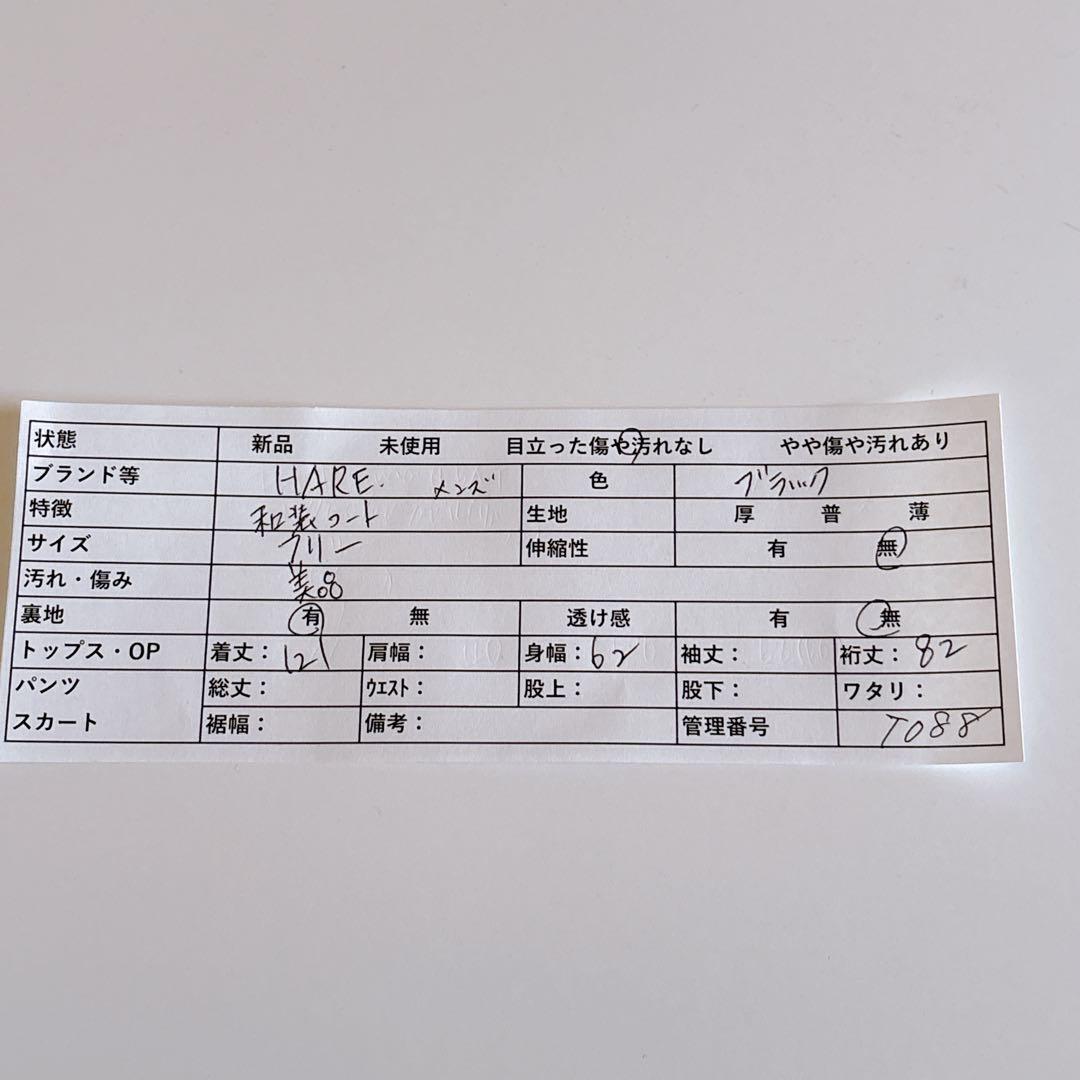 状態 新品 未使用 目立った傷や汚れなし やや傷や汚れあり
ブランド等 HARE. メンズ 色 ブラック
特徴 和装コート 生地 厚 普 薄
サイズ フリー 伸縮性 有 無
汚れ・傷み 美品
裏地 有 無 透け感 有 無
トップス・OP 着丈： 121 肩幅： 身幅：62 袖丈： 裄丈：82
パンツ 総丈： ｳｴｽﾄ： 股上： 股下： ワタリ：
スカート 裾幅： 備考： 管理番号 T088